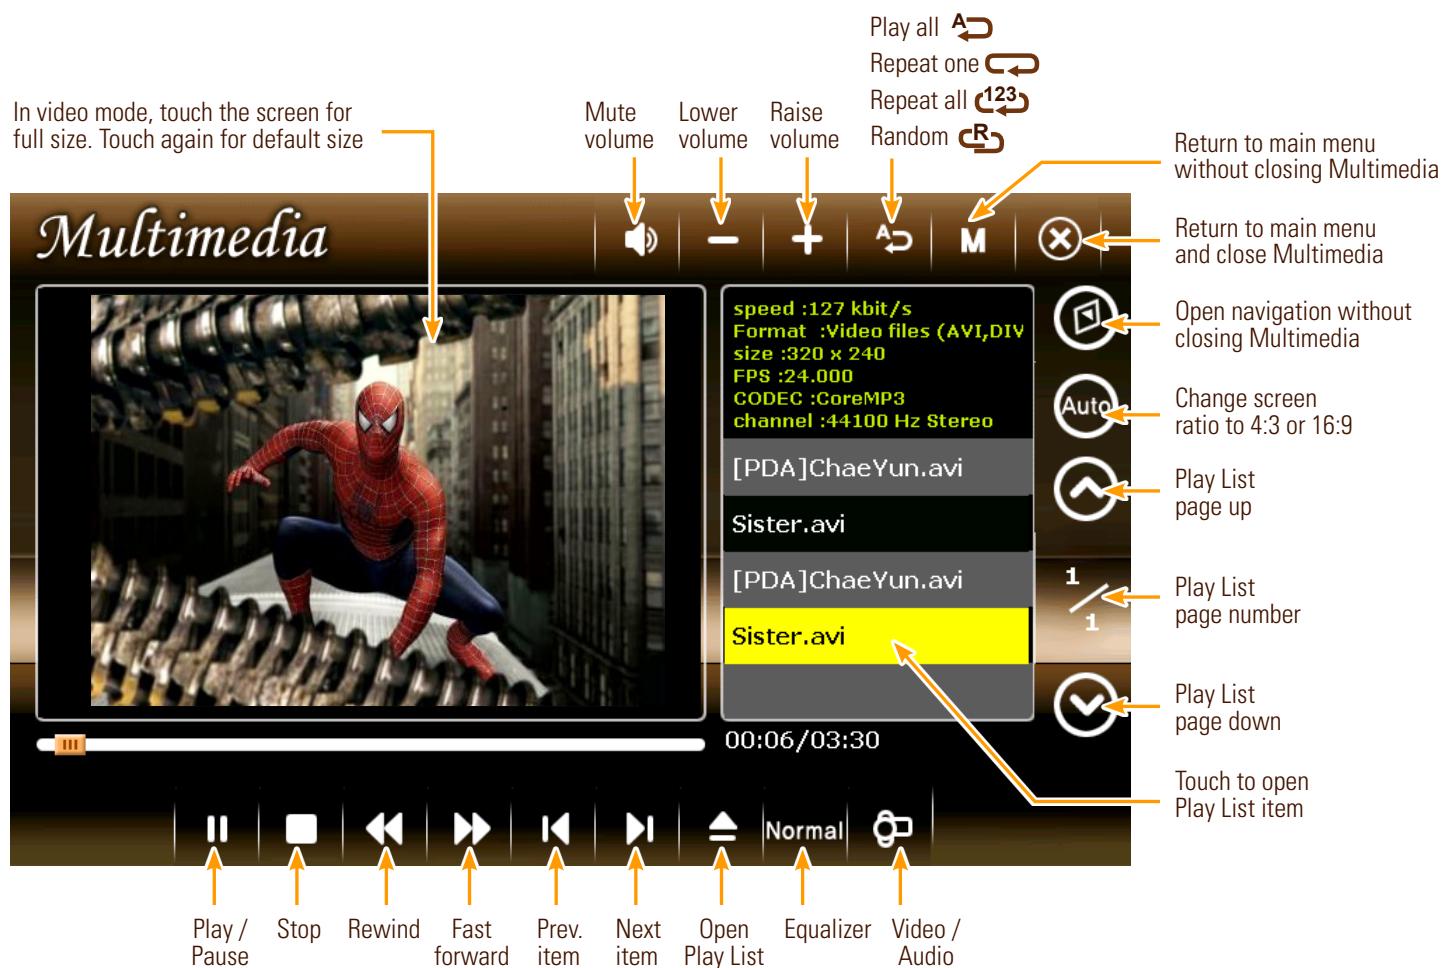 Play all A
Repeat one
Repeat all 123
Random R
In video mode, touch the screen for
full size. Touch again for default size
Mute
volume
Lower
volume
Raise
volume
Return to main menu
without closing Multimedia
Multimedia
A
M
Return to main menu
and close Multimedia
speed :127 kbit/s
Format :Video files (AVI,DIV
size :320 x 240
FPS :24.000
CODEC :CoreMP3
channel :44100 Hz Stereo
Open navigation without
closing Multimedia
Auto
Change screen
ratio to 4:3 or 16:9
[PDA]ChaeYun.avi
Sister.avi
[PDA]ChaeYun.avi
Sister.avi
Play List
page up
1
1
Play List
page number
Play List
page down
00:06/03:30
Touch to open
Play List item
Normal
Play /
Pause
Stop
Rewind
Fast
forward
Prev.
item
Next
item
Open
Play List
Equalizer
Video /
Audio